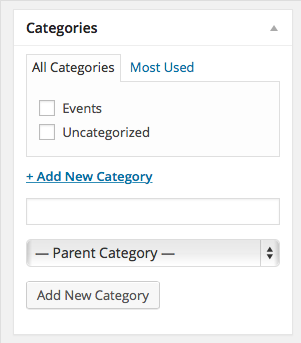 Categories
All Categories Most Used
Events
Uncategorized
+ Add New Category
— Parent Category —
Add New Category